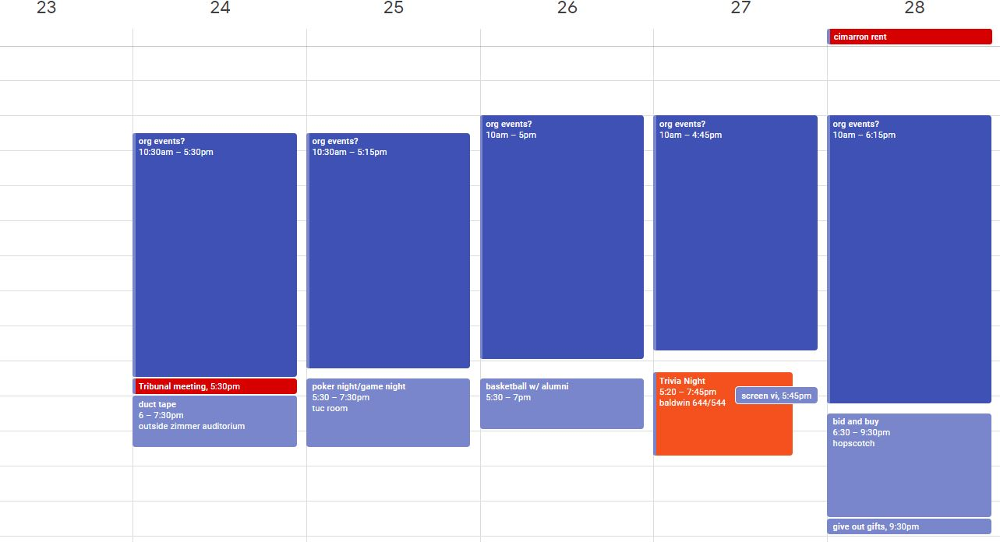 23
24
25
26
27
28
cimarron rent
org events?
10:30am – 5:30pm
Tribunal meeting, 5:30pm
duct tape
6 – 7:30pm
outside zimmer auditorium
org events?
10:30am – 5:15pm
poker night/game night
5:30 – 7:30pm
tuc room
org events?
10am – 5pm
basketball w/ alumni
5:30 – 7pm
org events?
10am – 4:45pm
Trivia Night
5:20 – 7:45pm
baldwin 644/544
screen vi, 5:45pm
org events?
10am – 6:15pm
bid and buy
6:30 – 9:30pm
hopscotch
give out gifts, 9:30pm